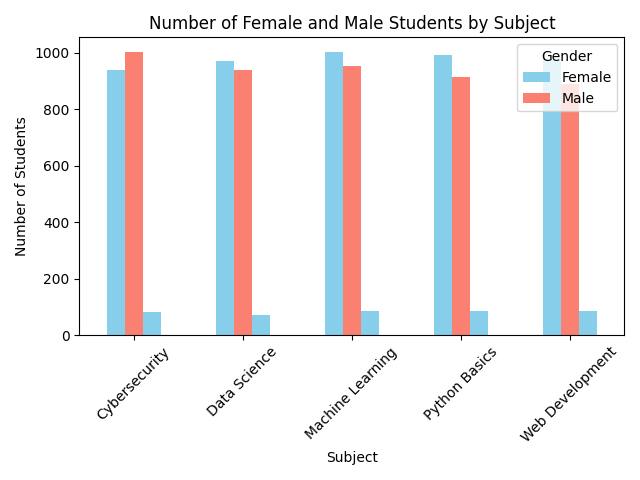 Number of Female and Male Students by Subject
Gender
Female
Male
Number of Students
1000
800
600
400
200
0
Cybersecurity
Data Science
Machine Learning
Python Basics
Web Development
Subject